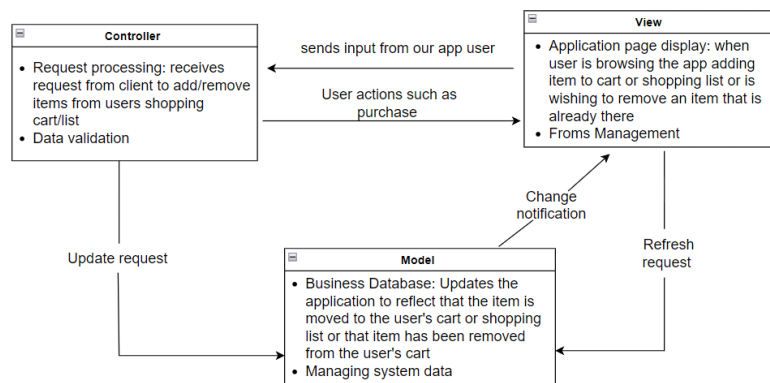 Controller
• Request processing: receives
request from client to add/remove
items from users shopping
cart/list
• Data validation
sends input from our app user
User actions such as
purchase
View
• Application page display: when
user is browsing the app adding
item to cart or shopping list or is
wishing to remove an item that is
already there
• Froms Management
Update request
Change
notification
Refresh
request
Model
• Business Database: Updates the
application to reflect that the item is
moved to the user's cart or shopping
list or that item has been removed
from the user's cart
• Managing system data